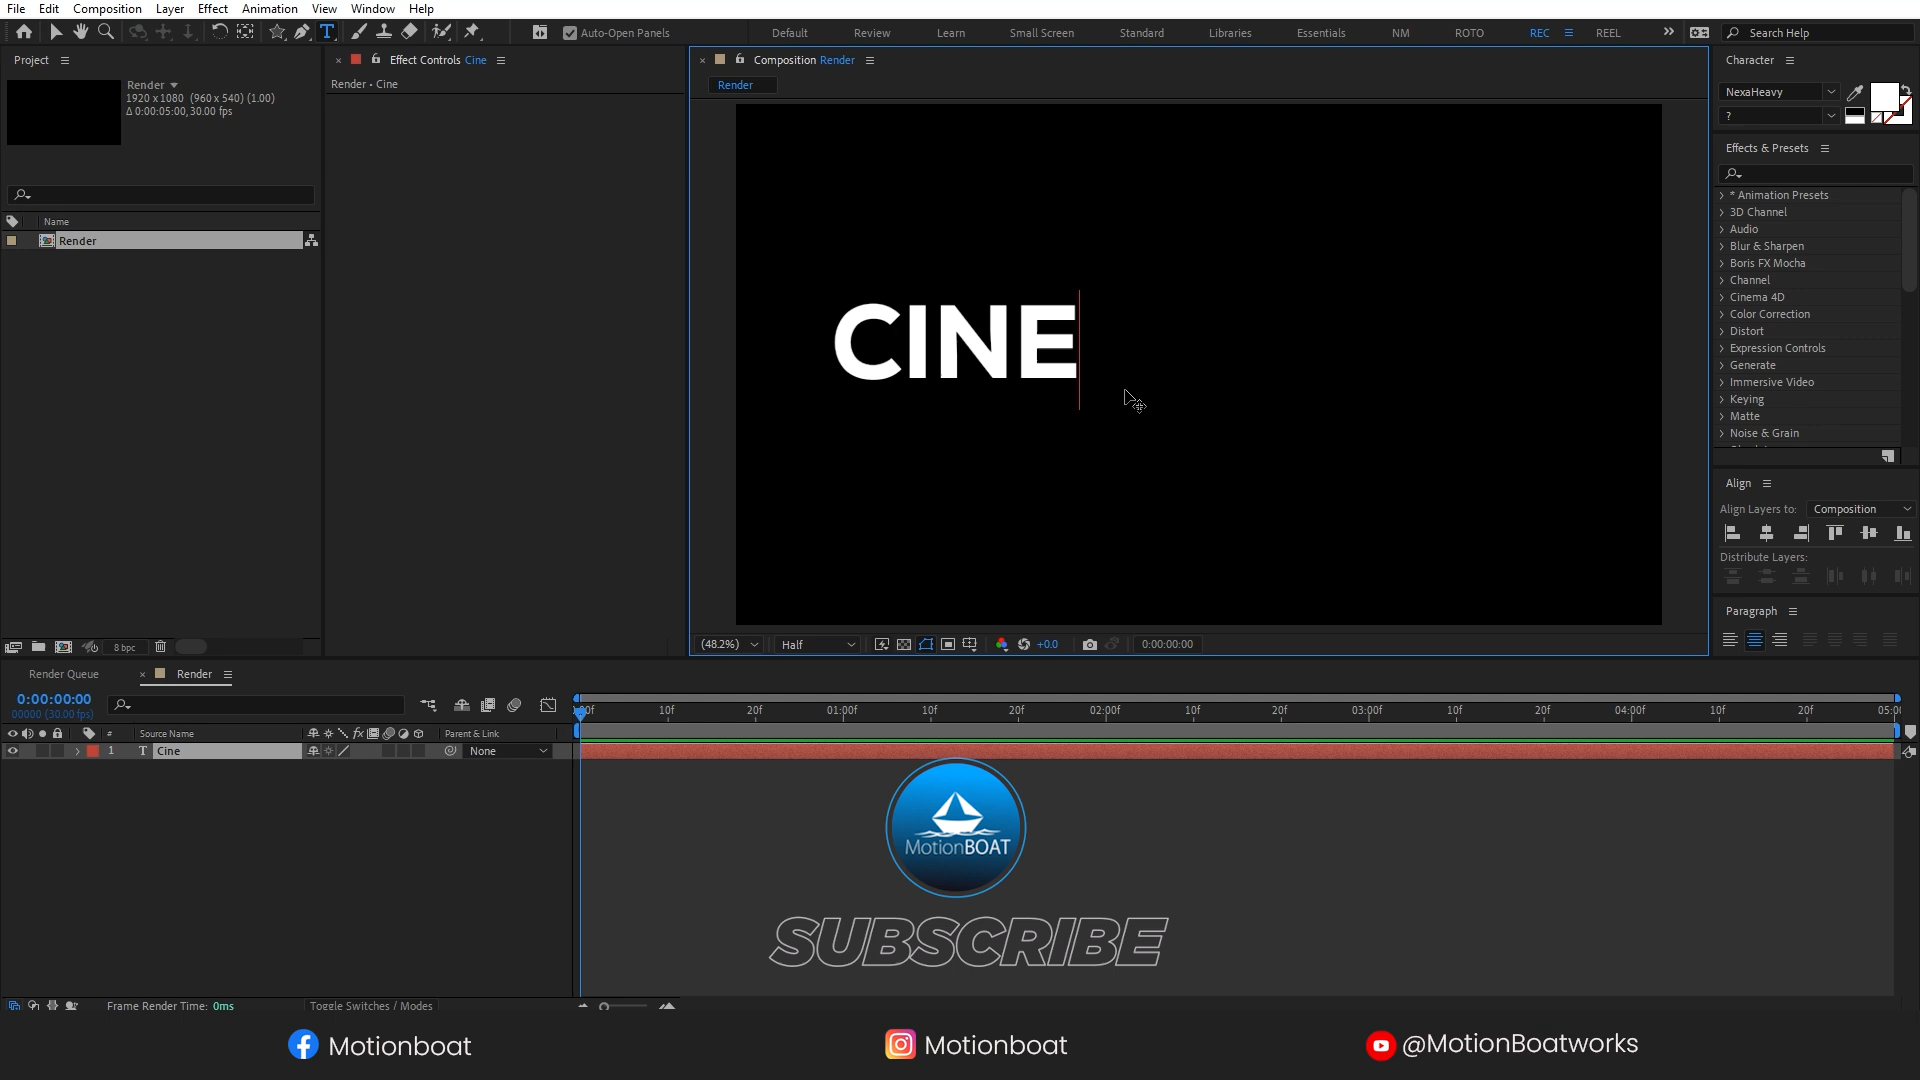 File Edit Composition Layer Effect Animation View Window Help
Auto-Open Panels Default Review Learn Small Screen Standard Libraries Essentials NM ROTO REC REEL Search Help
Project
Render
1920 x 1080 (960 x 540) (1.00)
Δ 0:00:05:00, 30.00 fps
Name
Render
8 bpc
Effect Controls Cine
Render • Cine
Composition Render
Render
CINE
(48.2%) Half +0.0 0:00:00:00
Character
NexaHeavy
?
Effects & Presets
* Animation Presets
3D Channel
Audio
Blur & Sharpen
Boris FX Mocha
Channel
Cinema 4D
Color Correction
Distort
Expression Controls
Generate
Immersive Video
Keying
Matte
Noise & Grain
Align
Align Layers to: Composition
Distribute Layers:
Paragraph
Render Queue Render
0:00:00:00
00000 (30.00 fps)
10f 20f 01:00f 10f 20f 02:00f 10f 20f 03:00f 10f 20f 04:00f 10f 20f
# Source Name fx Parent & Link
1 T Cine None
MotionBOAT
SUBSCRIBE
Frame Render Time: 0ms Toggle Switches / Modes
Motionboat Motionboat @MotionBoatworks